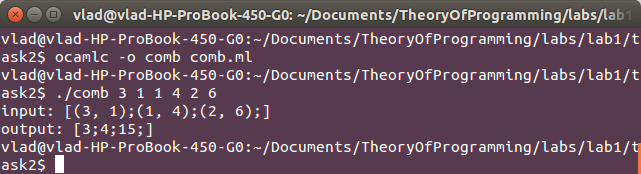 vlad@vlad-HP-ProBook-450-G0: ~/Documents/TheoryOfProgramming/labs/lab1
vlad@vlad-HP-ProBook-450-G0:~/Documents/TheoryOfProgramming/labs/lab1/t
ask2$ ocamlc -o comb comb.ml
vlad@vlad-HP-ProBook-450-G0:~/Documents/TheoryOfProgramming/labs/lab1/t
ask2$ ./comb 3 1 1 4 2 6
input: [(3, 1);(1, 4);(2, 6);]
output: [3;4;15;]
vlad@vlad-HP-ProBook-450-G0:~/Documents/TheoryOfProgramming/labs/lab1/t
ask2$